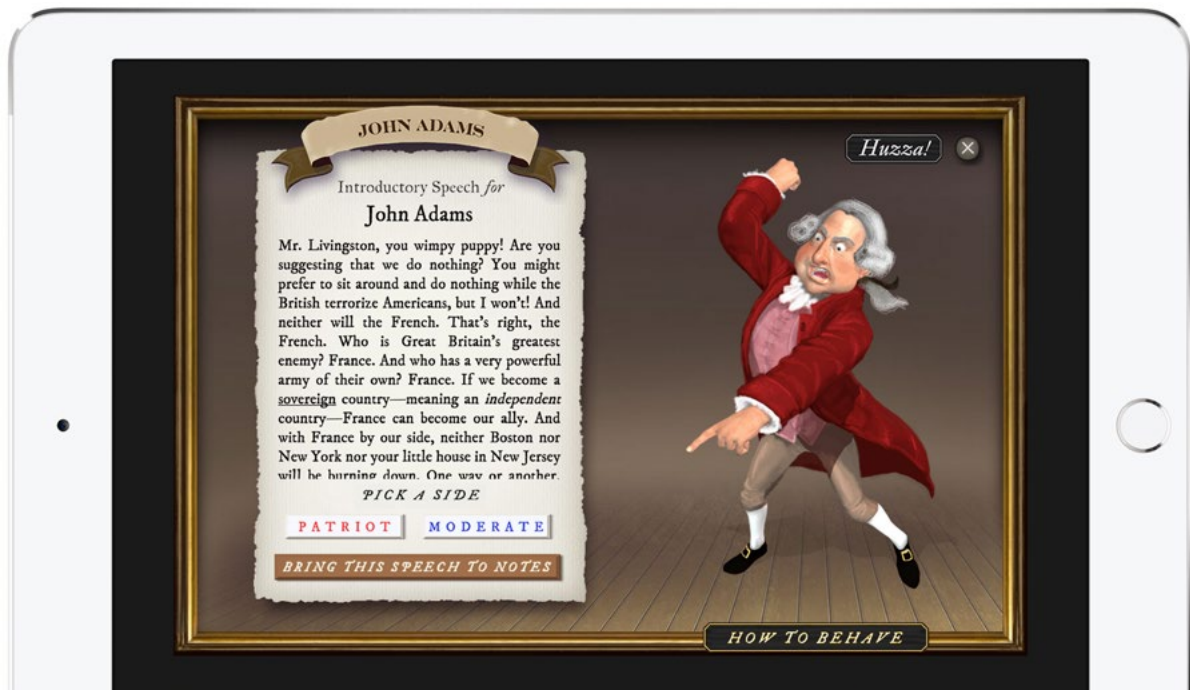 JOHN ADAMS
Introductory Speech for
John Adams
Mr. Livingston, you wimpy puppy! Are you
suggesting that we do nothing? You might
prefer to sit around and do nothing while the
British terrorize Americans, but I won't! And
neither will the French. That's right, the
French. Who is Great Britain's greatest
enemy? France. And who has a very powerful
army of their own? France. If we become a
sovereign country—meaning an independent
country—France can become our ally. And
with France by our side, neither Boston nor
New York nor your little house in New Jersey
will be burning down. One way or another,
PICK A SIDE
PATRIOT MODERATE
BRING THIS SPEECH TO NOTES
Huzza!
HOW TO BEHAVE